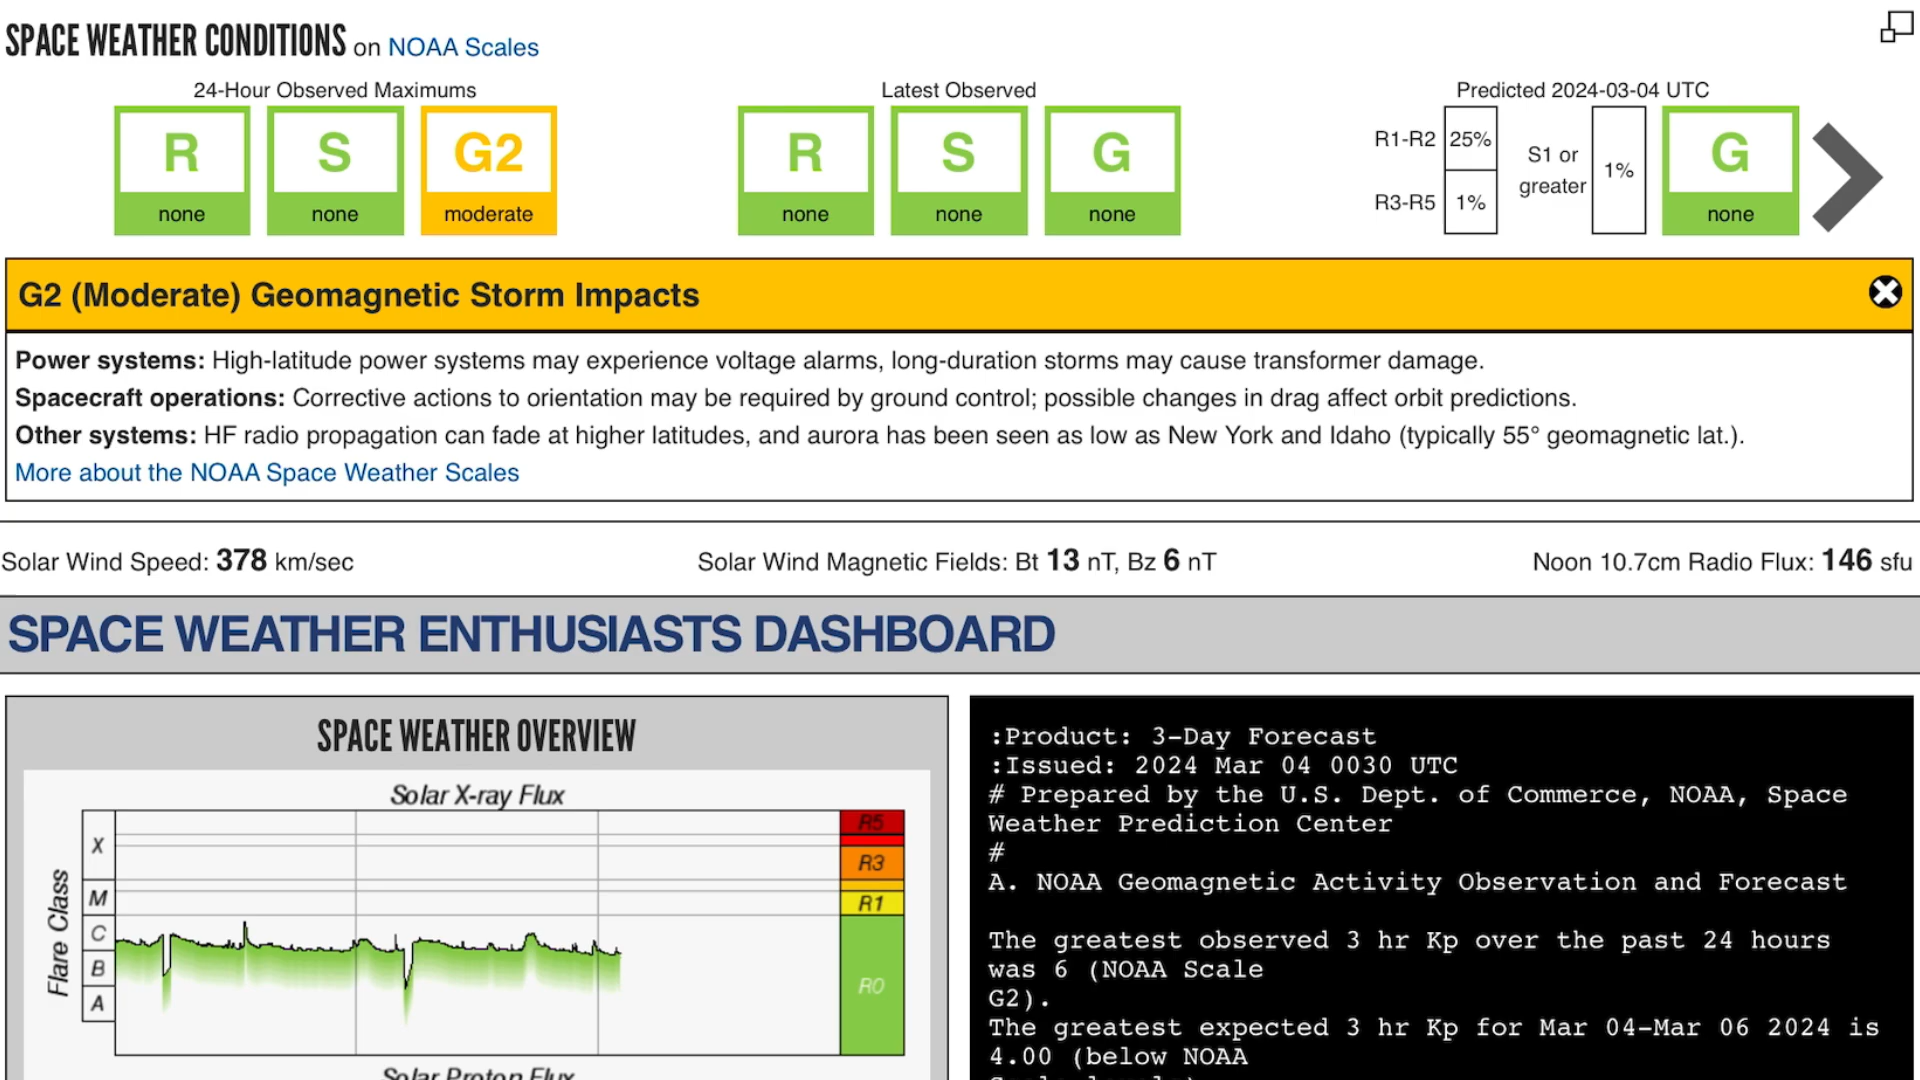 SPACE WEATHER CONDITIONS on NOAA Scales
24-Hour Observed Maximums
R
none
S
none
G2
moderate
Latest Observed
R
none
S
none
G
none
Predicted 2024-03-04 UTC
R1-R2 25%
R3-R5 1%
S1 or
greater
1%
G
none
G2 (Moderate) Geomagnetic Storm Impacts
Power systems: High-latitude power systems may experience voltage alarms, long-duration storms may cause transformer damage.
Spacecraft operations: Corrective actions to orientation may be required by ground control; possible changes in drag affect orbit predictions.
Other systems: HF radio propagation can fade at higher latitudes, and aurora has been seen as low as New York and Idaho (typically 55° geomagnetic lat.).
More about the NOAA Space Weather Scales
Solar Wind Speed: 378 km/sec
Solar Wind Magnetic Fields: Bt 13 nT, Bz 6 nT
Noon 10.7cm Radio Flux: 146 sfu
SPACE WEATHER ENTHUSIASTS DASHBOARD
SPACE WEATHER OVERVIEW
Solar X-ray Flux
Flare Class
X
M
C
B
A
R5
R3
R1
R0
Solar Proton Flux
:Product: 3-Day Forecast
:Issued: 2024 Mar 04 0030 UTC
# Prepared by the U.S. Dept. of Commerce, NOAA, Space
Weather Prediction Center
#
A. NOAA Geomagnetic Activity Observation and Forecast
The greatest observed 3 hr Kp over the past 24 hours
was 6 (NOAA Scale
G2).
The greatest expected 3 hr Kp for Mar 04-Mar 06 2024 is
4.00 (below NOAA